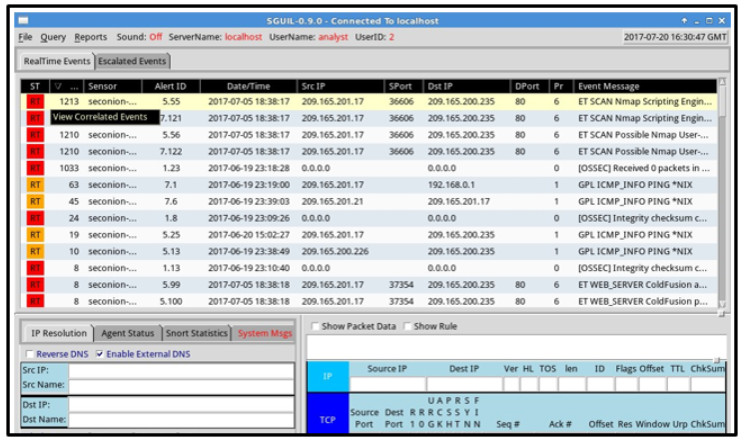 SGUIL-0.9.0 - Connected To localhost
File Query Reports Sound: Off ServerName: localhost UserName: analyst UserID: 2 2017-07-20 16:30:47 GMT
RealTime Events Escalated Events
ST ... Sensor Alert ID Date/Time Src IP SPort Dst IP DPort Pr Event Message
RT 1213 seconion-... 5.55 2017-07-05 18:38:17 209.165.201.17 36606 209.165.200.235 80 6 ET SCAN Nmap Scripting Engin...
RT View Correlated Events 7.121 2017-07-05 18:38:17 209.165.201.17 36606 209.165.200.235 80 6 ET SCAN Nmap Scripting Engin...
RT 1210 seconion-... 5.56 2017-07-05 18:38:17 209.165.201.17 36606 209.165.200.235 80 6 ET SCAN Possible Nmap User-...
RT 1210 seconion-... 7.122 2017-07-05 18:38:17 209.165.201.17 36606 209.165.200.235 80 6 ET SCAN Possible Nmap User-...
RT 1033 seconion-... 1.23 2017-06-19 23:18:28 0.0.0.0 0.0.0.0 0 [OSSEC] Received 0 packets in ...
RT 63 seconion-... 7.1 2017-06-19 23:19:00 209.165.201.17 192.168.0.1 1 GPL ICMP_INFO PING *NIX
RT 45 seconion-... 7.6 2017-06-19 23:39:03 209.165.201.21 209.165.201.17 1 GPL ICMP_INFO PING *NIX
RT 24 seconion-... 1.8 2017-06-19 23:09:26 0.0.0.0 0.0.0.0 0 [OSSEC] Integrity checksum c...
RT 19 seconion-... 5.25 2017-06-20 15:02:27 209.165.201.17 209.165.200.235 1 GPL ICMP_INFO PING *NIX
RT 10 seconion-... 5.13 2017-06-19 23:38:49 209.165.200.226 209.165.200.235 1 GPL ICMP_INFO PING *NIX
RT 8 seconion-... 1.13 2017-06-19 23:10:40 0.0.0.0 0.0.0.0 0 [OSSEC] Integrity checksum c...
RT 8 seconion-... 5.99 2017-07-05 18:38:18 209.165.201.17 37354 209.165.200.235 80 6 ET WEB_SERVER ColdFusion a...
RT 8 seconion-... 5.100 2017-07-05 18:38:18 209.165.201.17 37354 209.165.200.235 80 6 ET WEB_SERVER ColdFusion p...
IP Resolution Agent Status Snort Statistics System Msgs
Reverse DNS Enable External DNS
Src IP:
Src Name:
Dst IP:
Dst Name:
Show Packet Data Show Rule
IP Source IP Dest IP Ver HL TOS len ID Flags Offset TTL ChkSum
U A P R S F
Source Dest R R R C S S Y I
TCP Port Port 1 0 G K H T N N Seq # Ack # Offset Res Window Urp ChkSum